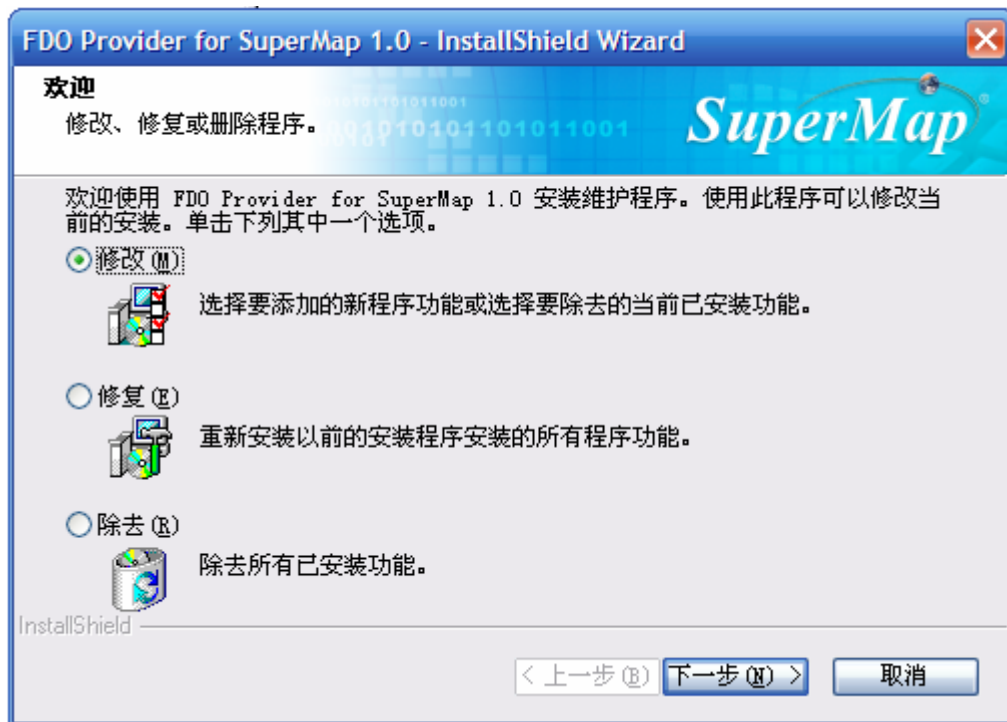 FDO Provider for SuperMap 1.0 - InstallShield Wizard
欢迎
修改、修复或删除程序。
SuperMap
欢迎使用 FDO Provider for SuperMap 1.0 安装维护程序。使用此程序可以修改当
前的安装。单击下列其中一个选项。
修改(M)
选择要添加的新程序功能或选择要除去的当前已安装功能。
修复(E)
重新安装以前的安装程序安装的所有程序功能。
除去(R)
除去所有已安装功能。
InstallShield
< 上一步(B) 下一步(N) > 取消